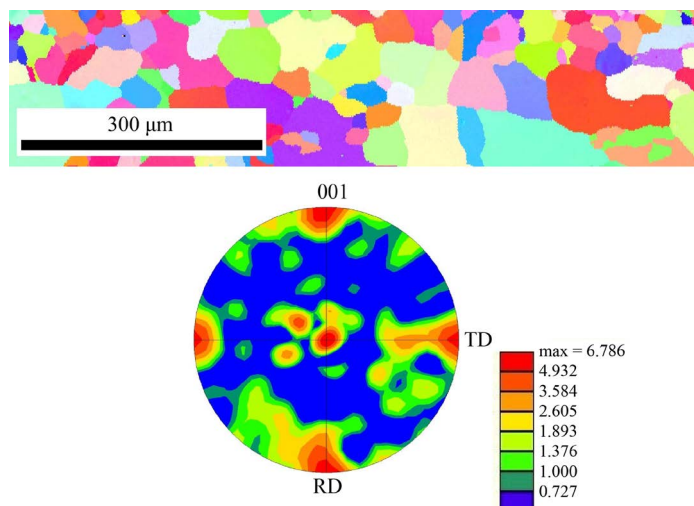 300 μm
001
TD
RD
max = 6.786
4.932
3.584
2.605
1.893
1.376
1.000
0.727